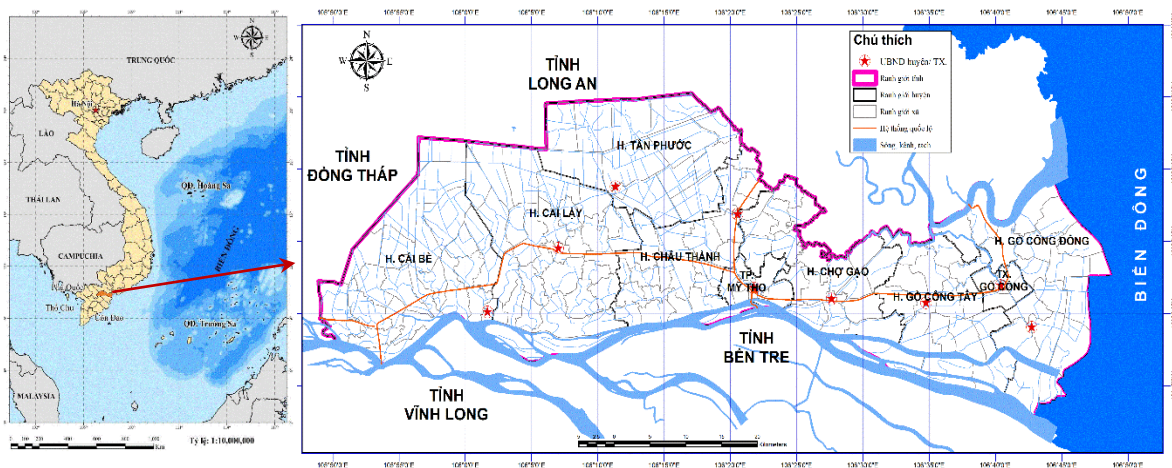 TRUNG QUỐC
Hà Nội
LÀO
THÁI LAN
CAMPUCHIA
QĐ. Hoàng Sa
BIỂN ĐÔNG
Phú Quốc
Thổ Chu
Côn Đảo
QĐ. Trường Sa
MALAYSIA
Tỷ lệ: 1:10,000,000
N
W
E
S
TỈNH
LONG AN
TỈNH
ĐỒNG THÁP
H. TÂN PHƯỚC
H. CAI LẬY
H. CÁI BÈ
H. CHÂU THÀNH
TP.
MỸ THO
H. CHỢ GẠO
H. GÒ CÔNG TÂY
H. GÒ CÔNG ĐÔNG
TX.
GÒ CÔNG
TỈNH
BẾN TRE
TỈNH
VĨNH LONG
BIỂN ĐÔNG
Chú thích
UBND huyện/ TX.
Ranh giới tỉnh
Ranh giới huyện
Ranh giới xã
Hệ thống quốc lộ
Sông, kênh, rạch